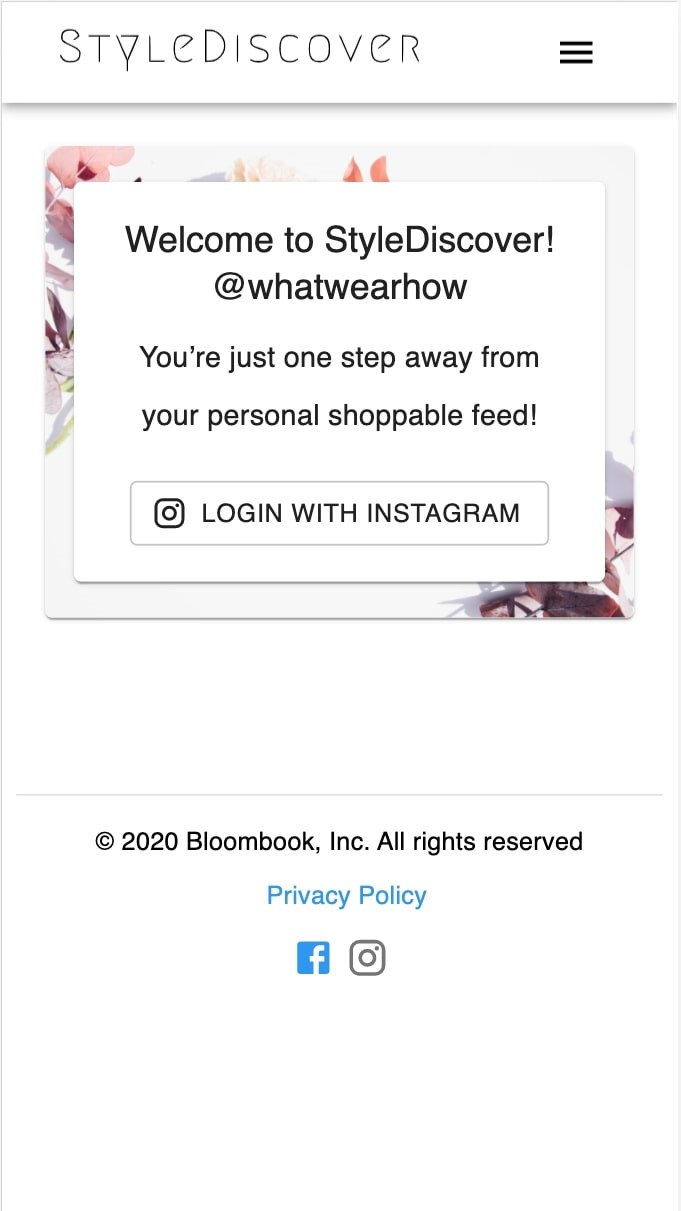 StyleDiscover
Welcome to StyleDiscover!
@whatwearhow
You’re just one step away from
your personal shoppable feed!
LOGIN WITH INSTAGRAM
© 2020 Bloombook, Inc. All rights reserved
Privacy Policy